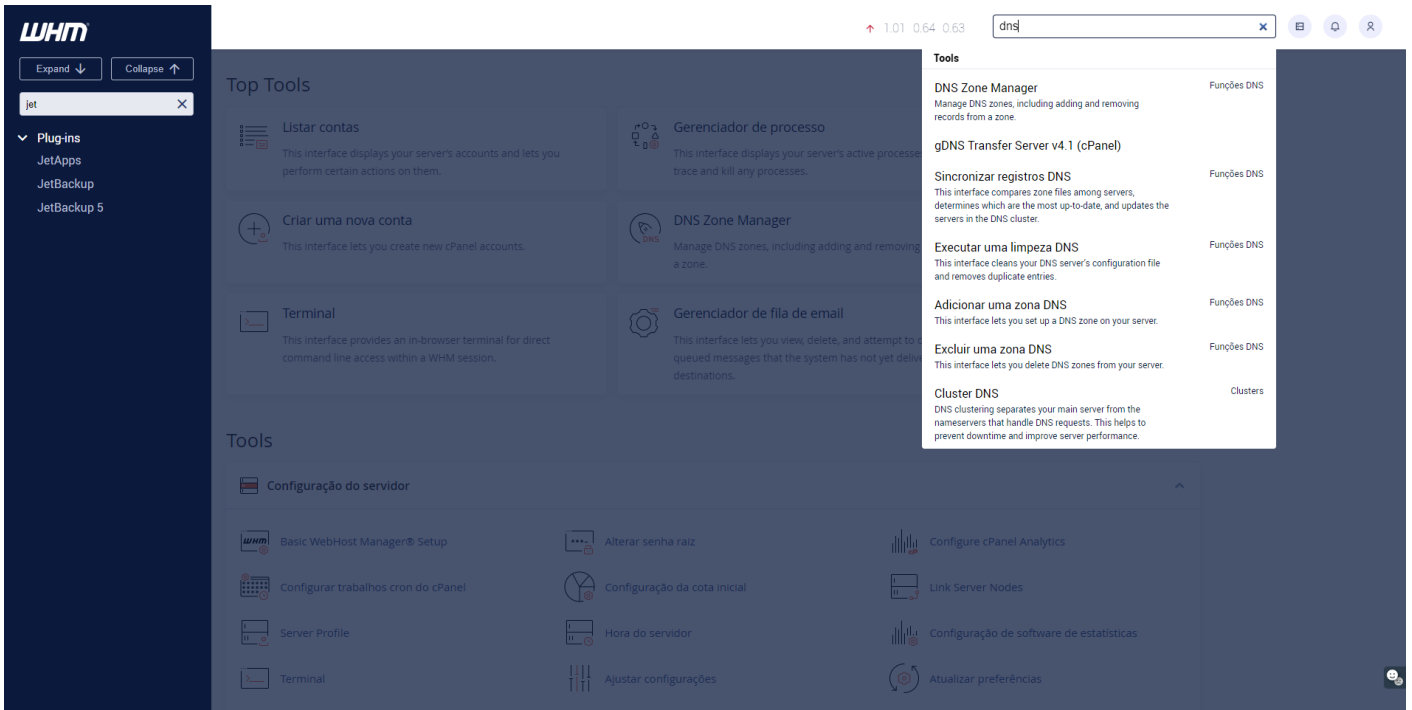 WHM
1.01 0.64 0.63
dns
Expand
Collapse
jet
Plug-ins
JetApps
JetBackup
JetBackup 5
Top Tools
Listar contas
This interface displays your server's accounts and lets you
perform certain actions on them.
Gerenciador de processo
This interface displays your server's active processe
trace and kill any processes.
Criar uma nova conta
This interface lets you create new cPanel accounts.
DNS
DNS Zone Manager
Manage DNS zones, including adding and removing
a zone.
Terminal
This interface provides an in-browser terminal for direct
command line access within a WHM session.
Gerenciador de fila de email
This interface lets you view, delete, and attempt to d
queued messages that the system has not yet delive
destinations.
Tools
DNS Zone Manager
Funções DNS
Manage DNS zones, including adding and removing
records from a zone.
gDNS Transfer Server v4.1 (cPanel)
Sincronizar registros DNS
Funções DNS
This interface compares zone files among servers,
determines which are the most up-to-date, and updates the
servers in the DNS cluster.
Executar uma limpeza DNS
Funções DNS
This interface cleans your DNS server's configuration file
and removes duplicate entries.
Adicionar uma zona DNS
Funções DNS
This interface lets you set up a DNS zone on your server.
Excluir uma zona DNS
Funções DNS
This interface lets you delete DNS zones from your server.
Cluster DNS
Clusters
DNS clustering separates your main server from the
nameservers that handle DNS requests. This helps to
prevent downtime and improve server performance.
Tools
Configuração do servidor
WHM
Basic WebHost Manager® Setup
Alterar senha raiz
Configure cPanel Analytics
Configurar trabalhos cron do cPanel
Configuração da cota inicial
Link Server Nodes
Server Profile
Hora do servidor
Configuração de software de estatísticas
Terminal
Ajustar configurações
Atualizar preferências